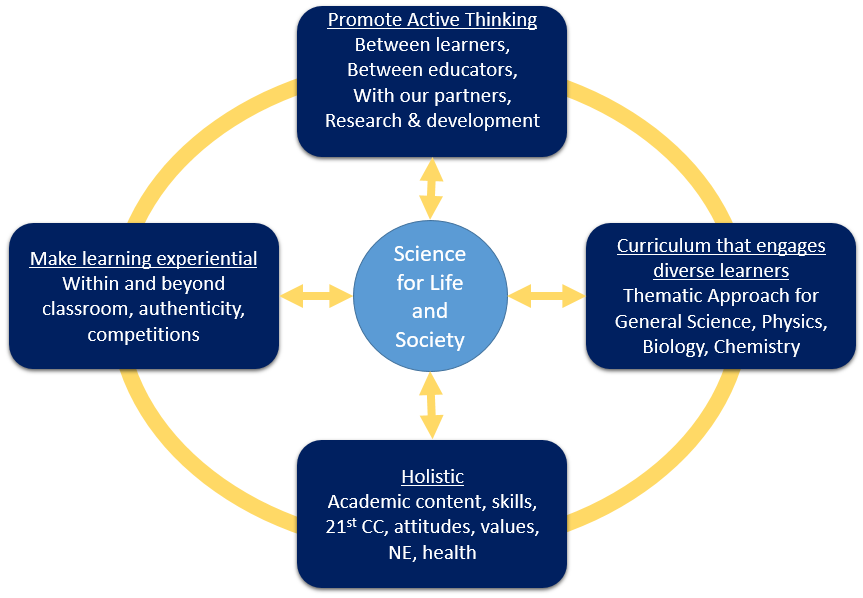 Promote Active Thinking
Between learners,
Between educators,
With our partners,
Research & development
Make learning experiential
Within and beyond
classroom, authenticity,
competitions
Science
for Life
and
Society
Curriculum that engages
diverse learners
Thematic Approach for
General Science, Physics,
Biology, Chemistry
Holistic
Academic content, skills,
21st CC, attitudes, values,
NE, health